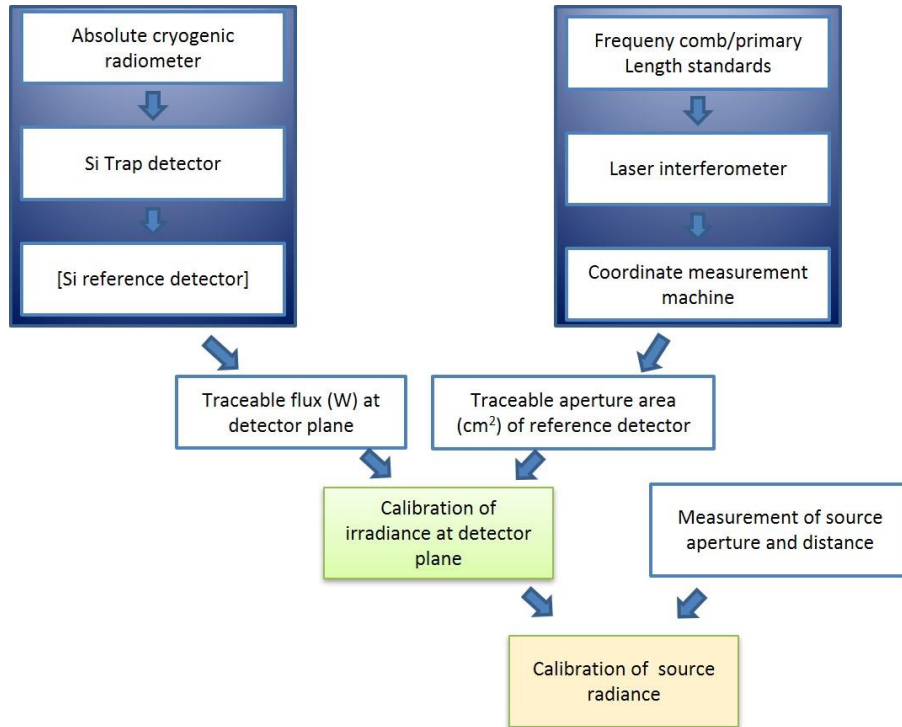 Absolute cryogenic
radiometer
Si Trap detector
[Si reference detector]
Frequeny comb/primary
Length standards
Laser interferometer
Coordinate measurement
machine
Traceable flux (W) at
detector plane
Traceable aperture area
(cm²) of reference detector
Calibration of
irradiance at detector
plane
Measurement of source
aperture and distance
Calibration of source
radiance